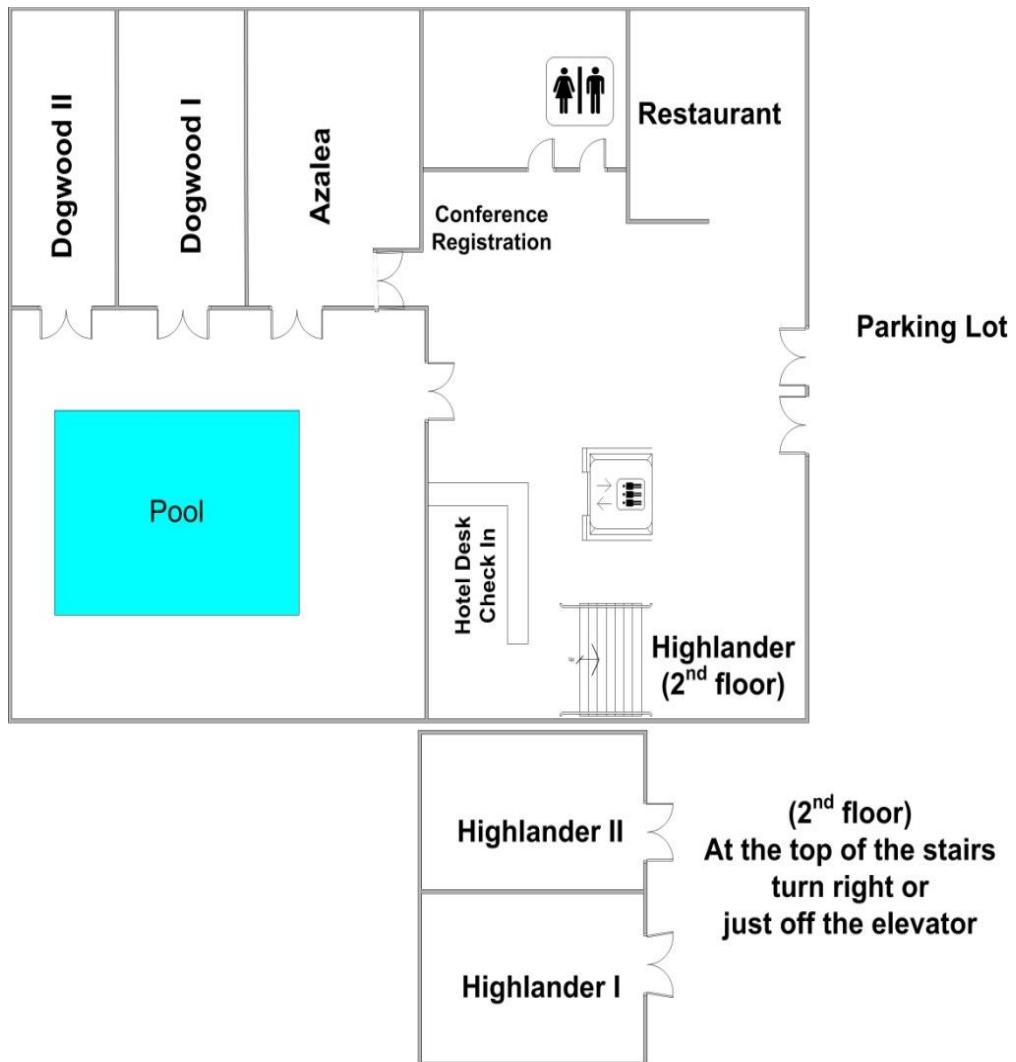 Dogwood II
Dogwood I
Azalea
Restaurant
Conference
Registration
Parking Lot
Pool
Hotel Desk
Check In
Highlander
(2nd floor)
Highlander II
(2nd floor)
At the top of the stairs
turn right or
just off the elevator
Highlander I